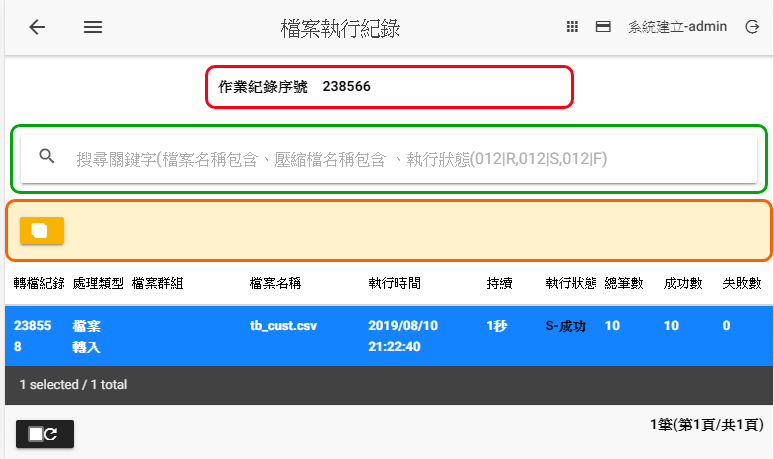 檔案執行紀錄
系統建立-admin
作業紀錄序號 238566
搜尋關鍵字(檔案名稱包含、壓縮檔名稱包含 、執行狀態(012|R,012|S,012|F)
轉檔紀錄 處理類型 檔案群組 檔案名稱 執行時間 持續 執行狀態 總筆數 成功數 失敗數
23855 檔案 tb_cust.csv 2019/08/10 1秒 S-成功 10 10 0
8 轉入 21:22:40
1 selected / 1 total
1筆(第1頁/共1頁)